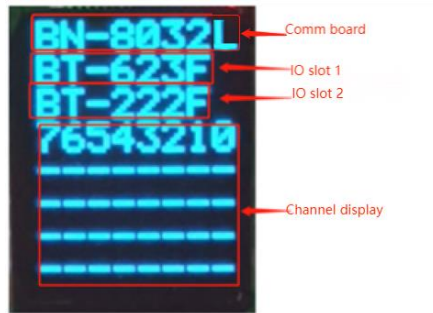 BN-8032L
Comm board
BT-623F
IO slot 1
BT-222F
IO slot 2
76543210
--------
--------
--------
--------
Channel display